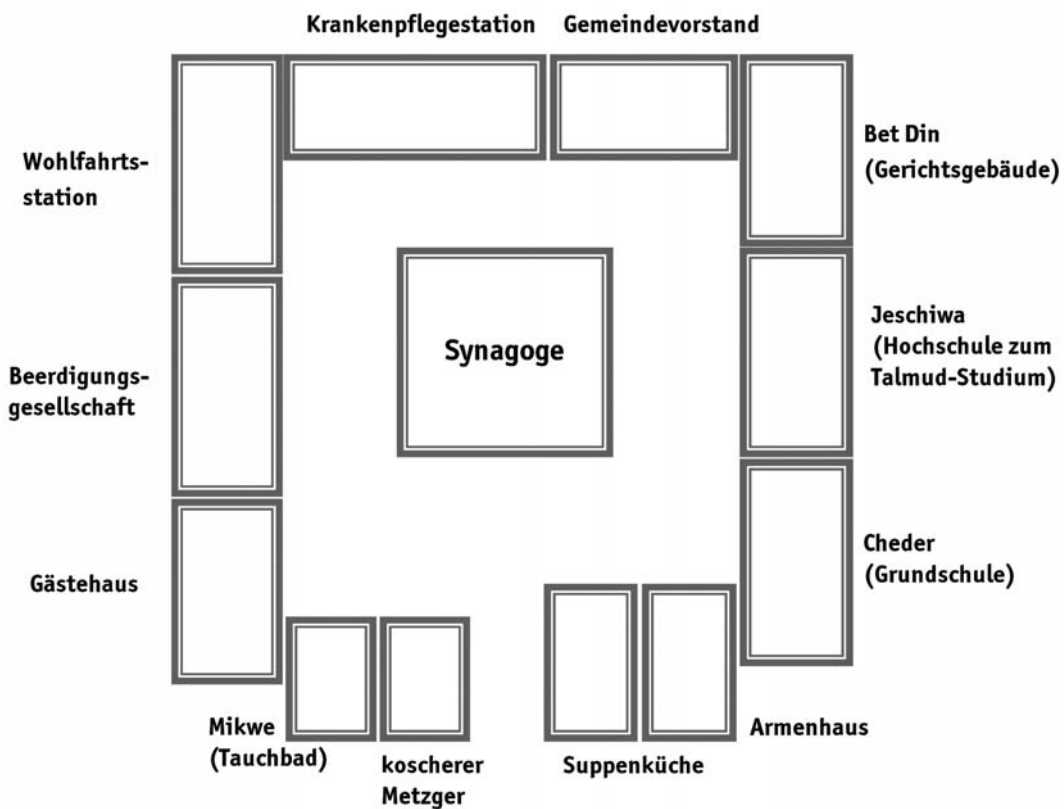 Krankenpflegestation
Gemeindevorstand
Wohlfahrts-
station
Bet Din
(Gerichtsgebäude)
Synagoge
Jeschiwa
(Hochschule zum
Talmud-Studium)
Beerdigungs-
gesellschaft
Cheder
(Grundschule)
Gästehaus
Mikwe
(Tauchbad)
koscherer
Metzger
Suppenküche
Armenhaus